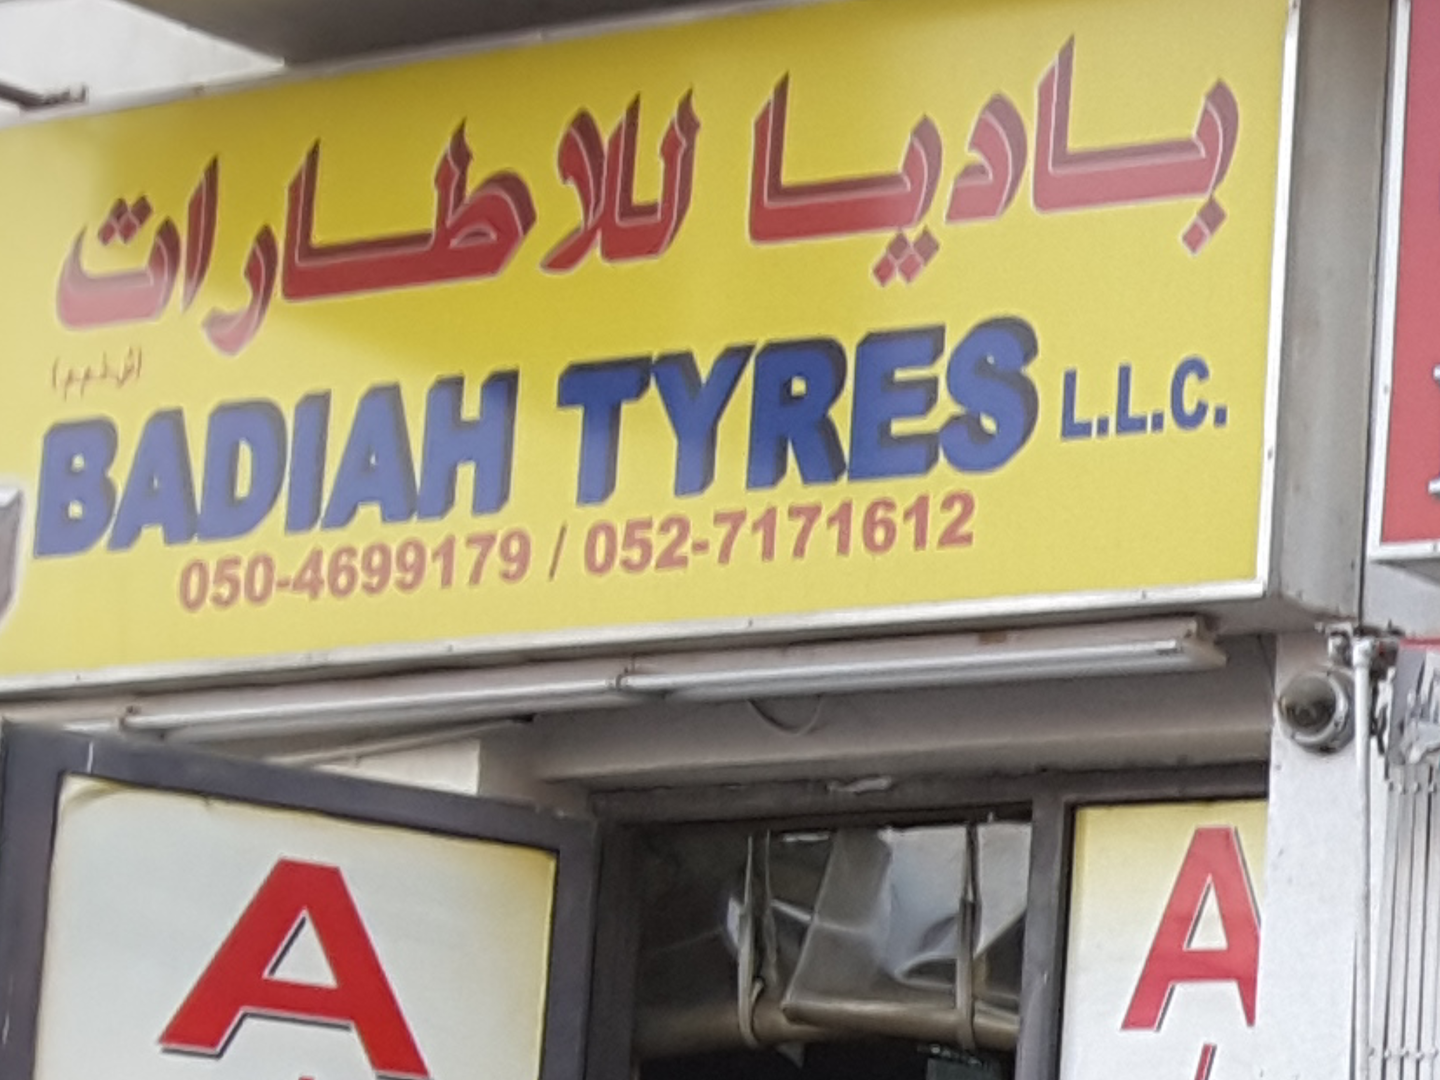 باديا للاطارات
(ش.ذ.م.م)
BADIAH TYRES L.L.C.
050-4699179 / 052-7171612
A
A